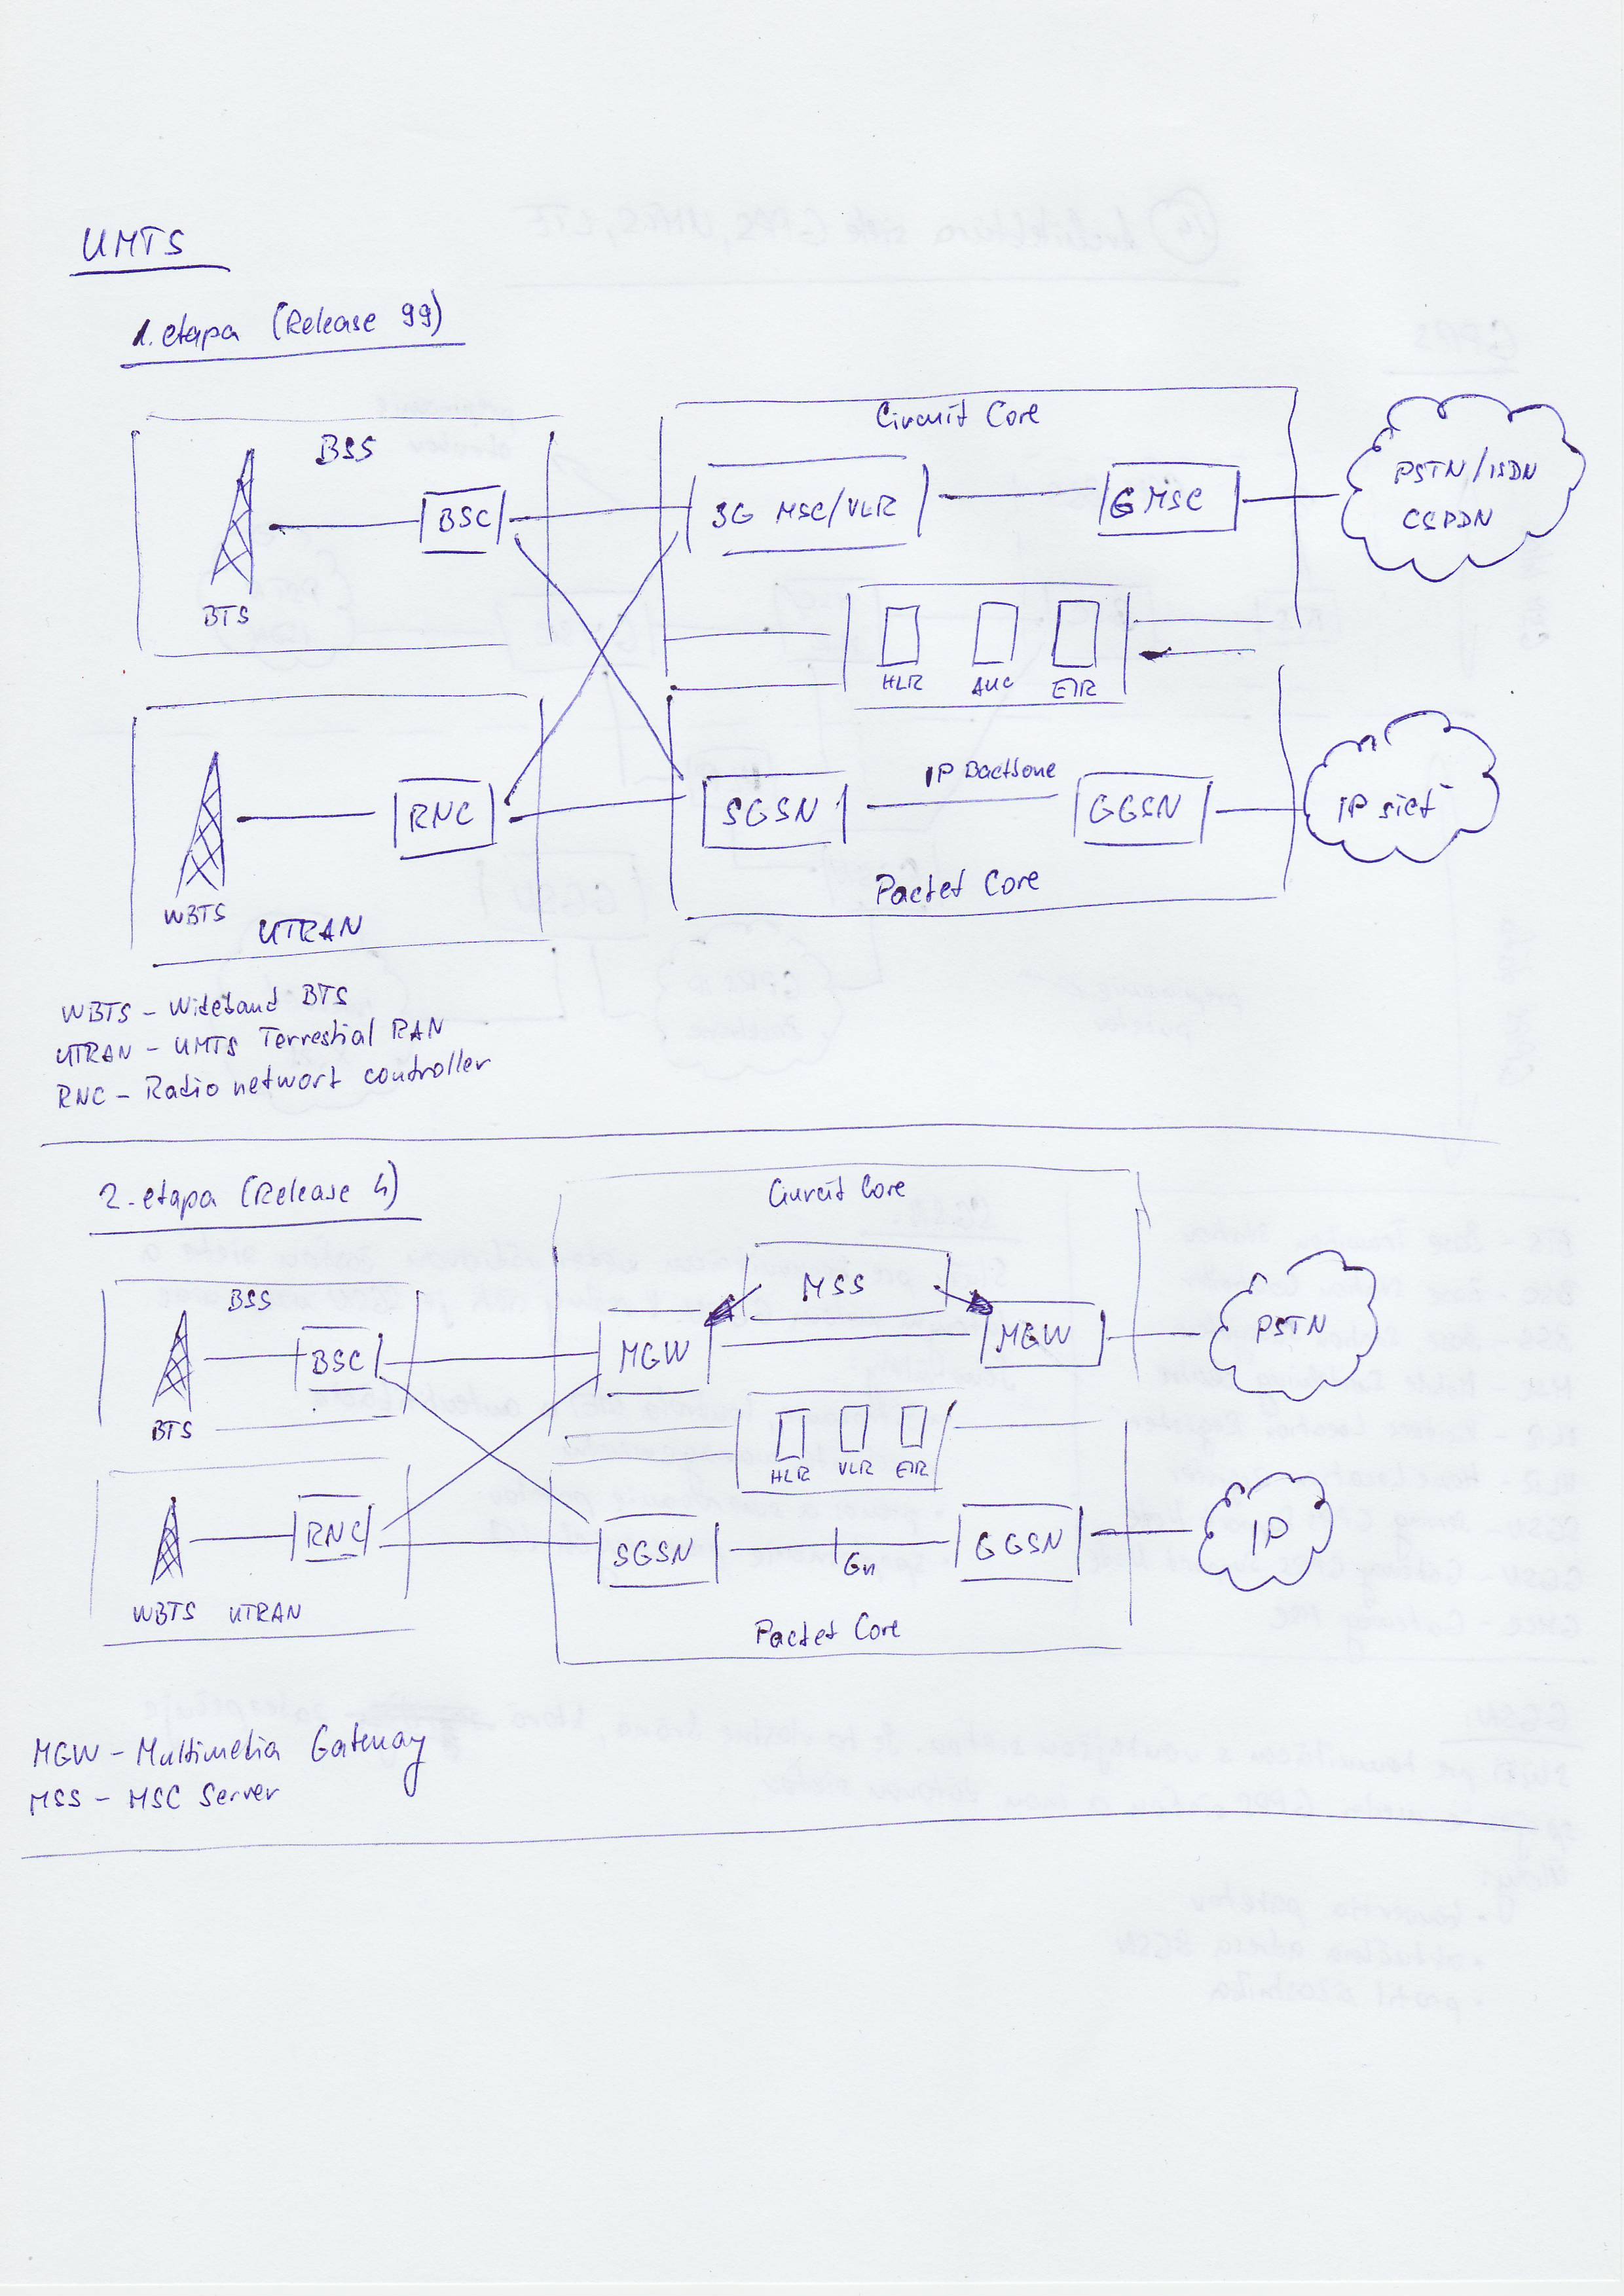 UMTS
1. etapa (Release 99)
BSS
BSC
BTS
Circuit Core
3G MSC/VLR
GMSC
PSTN/ISDN
CSPDN
HLR AUC EIR
WBTS
RNC
UTRAN
SGSN
IP Backbone
GGSN
IP sieť
Packet Core
WBTS - Wideband BTS
UTRAN - UMTS Terrestial RAN
RNC - Radio network controller
2. etapa (Release 4)
BSS
BSC
BTS
Circuit Core
MSS
MGW
MGW
PSTN
HLR VLR EIR
RNC
WBTS UTRAN
SGSN
Gn
GGSN
IP
Packet Core
MGW - Multimedia Gateway
MSS - MSC Server